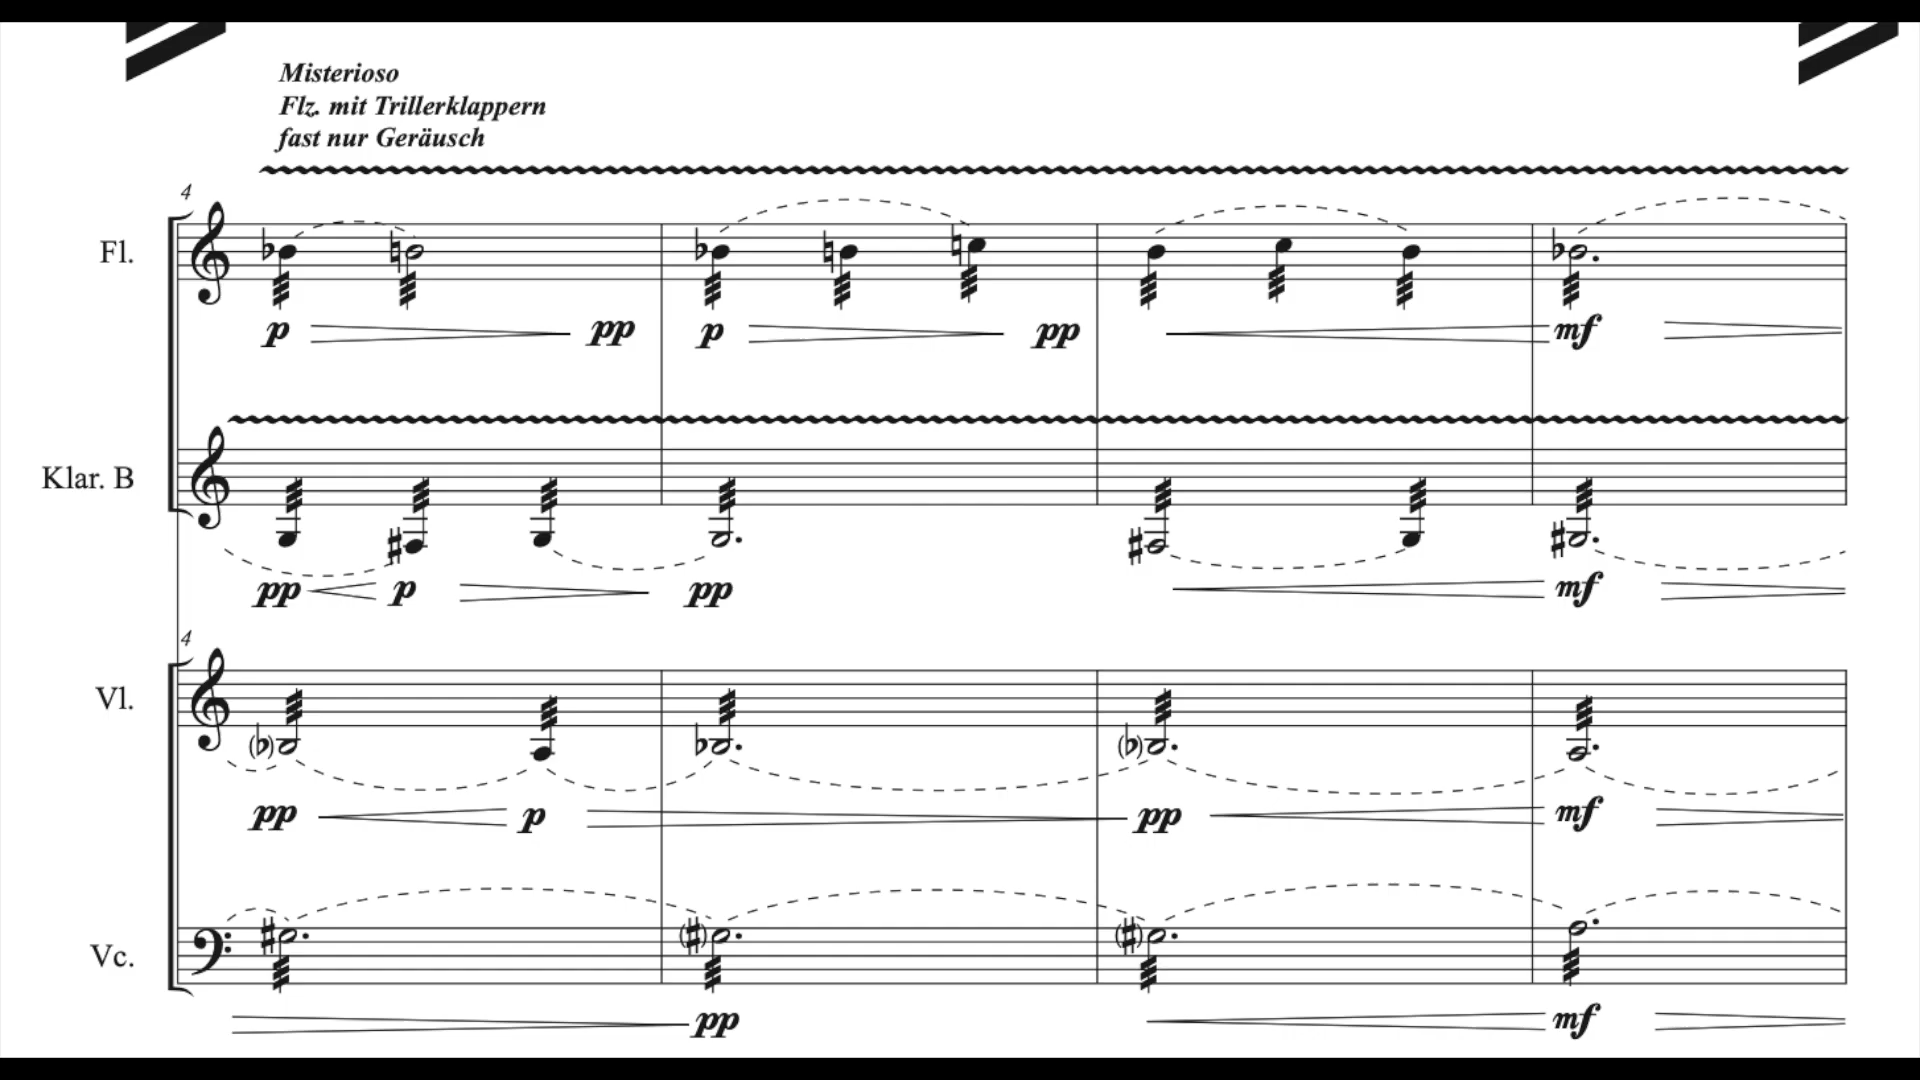 Misterioso
Flz. mit Trillerklappern
fast nur Geräusch
4
Fl.
p pp p pp mf
Klar. B
pp p pp mf
4
Vl.
pp p pp mf
Vc.
pp mf